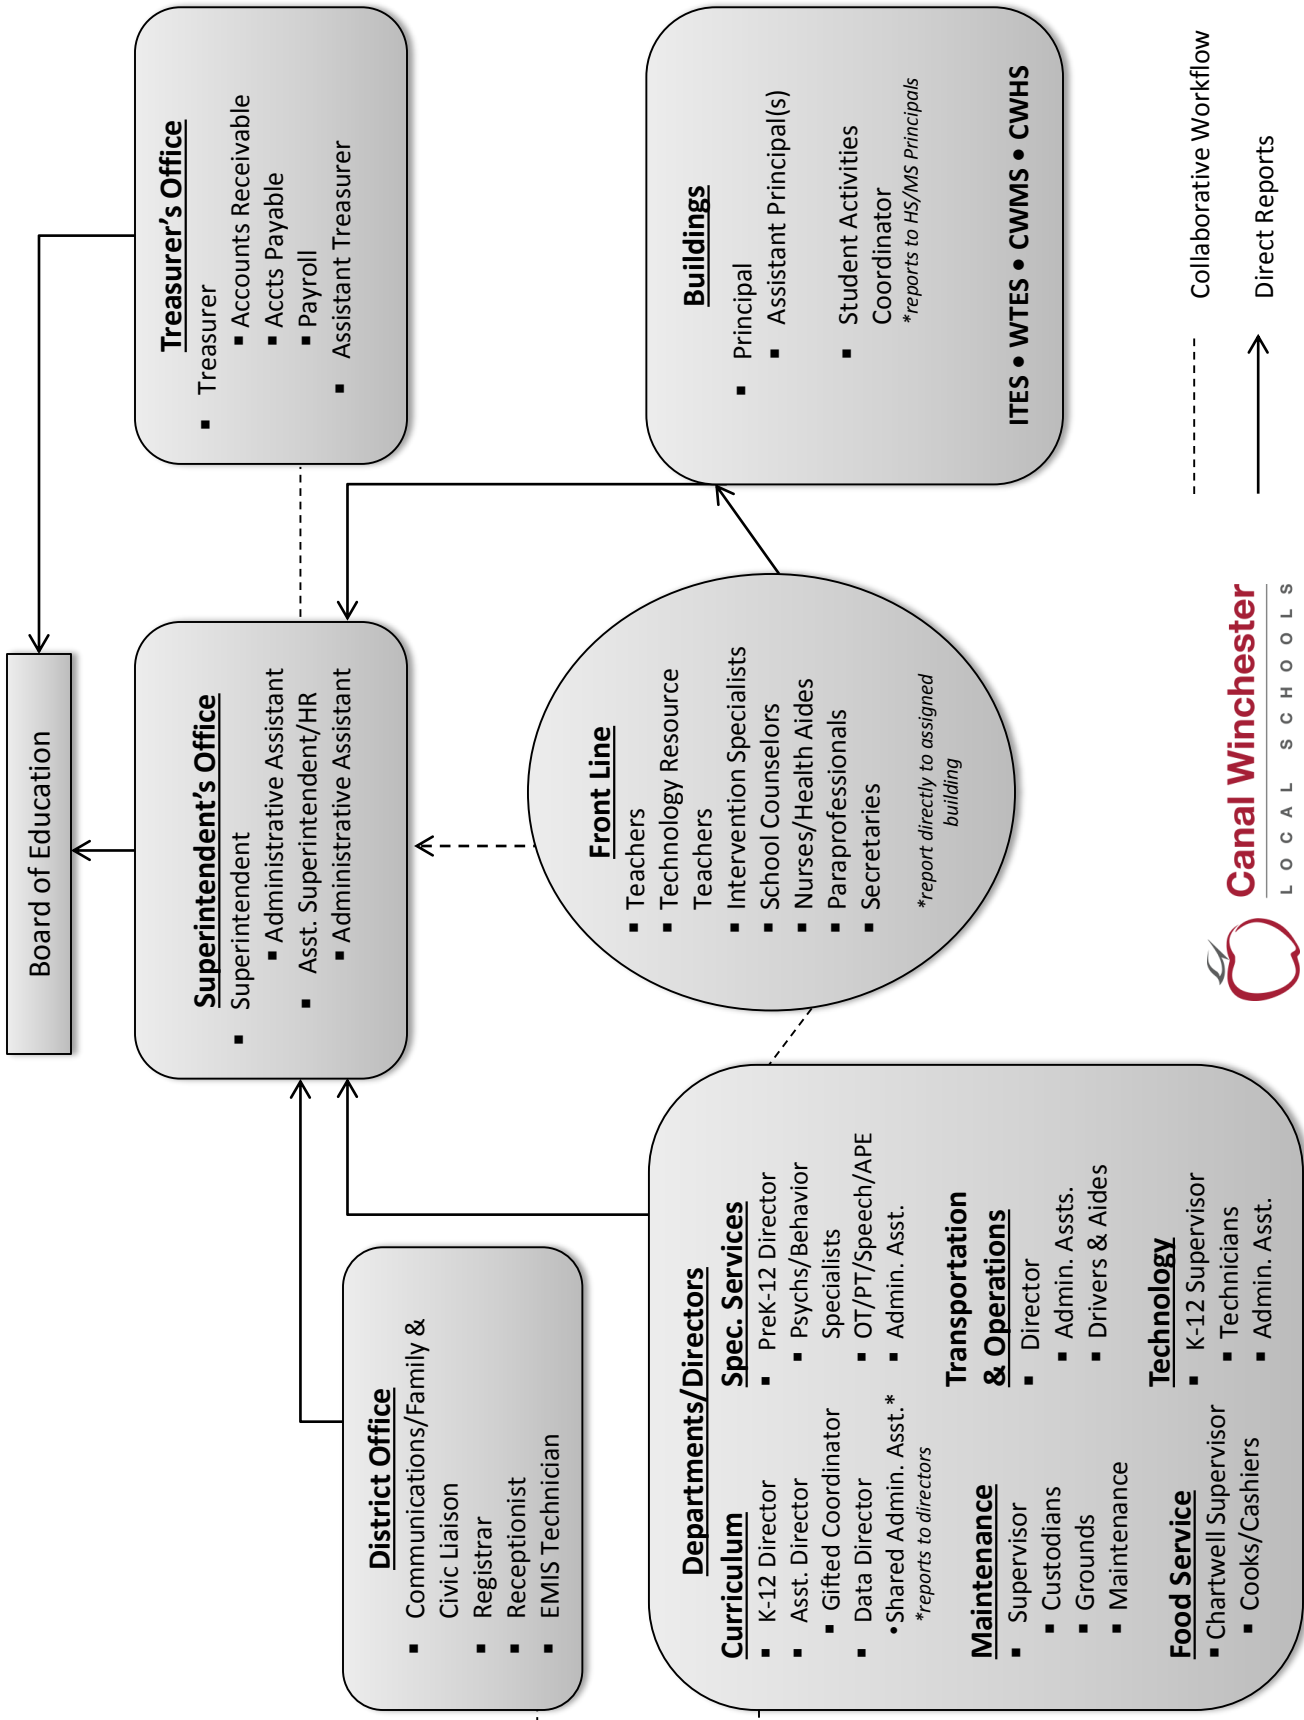 Board of Education
Superintendent's Office
▪ Superintendent
▪ Administrative Assistant
▪ Asst. Superintendent/HR
▪ Administrative Assistant
Treasurer's Office
▪ Treasurer
▪ Accounts Receivable
▪ Accts Payable
▪ Payroll
▪ Assistant Treasurer
District Office
▪ Communications/Family &
Civic Liaison
▪ Registrar
▪ Receptionist
▪ EMIS Technician
Departments/Directors
Curriculum
▪ K-12 Director
▪ Asst. Director
▪ Gifted Coordinator
▪ Data Director
•Shared Admin. Asst.*
*reports to directors
Spec. Services
▪ PreK-12 Director
▪ Psychs/Behavior
Specialists
▪ OT/PT/Speech/APE
▪ Admin. Asst.
Maintenance
▪ Supervisor
▪ Custodians
▪ Grounds
▪ Maintenance
Transportation
& Operations
▪ Director
▪ Admin. Assts.
▪ Drivers & Aides
Food Service
▪ Chartwell Supervisor
▪ Cooks/Cashiers
Technology
▪ K-12 Supervisor
▪ Technicians
▪ Admin. Asst.
Front Line
▪ Teachers
▪ Technology Resource
Teachers
▪ Intervention Specialists
▪ School Counselors
▪ Nurses/Health Aides
▪ Paraprofessionals
▪ Secretaries
*report directly to assigned
building
Buildings
▪ Principal
▪ Assistant Principal(s)
▪ Student Activities
Coordinator
*reports to HS/MS Principals
ITES • WTES • CWMS • CWHS
Canal Winchester
LOCAL SCHOOLS
Collaborative Workflow
Direct Reports